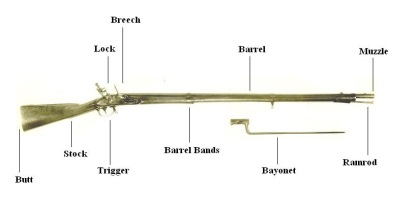 Breech
Lock
Barrel
Muzzle
Butt
Stock
Trigger
Barrel Bands
Bayonet
Ramrod